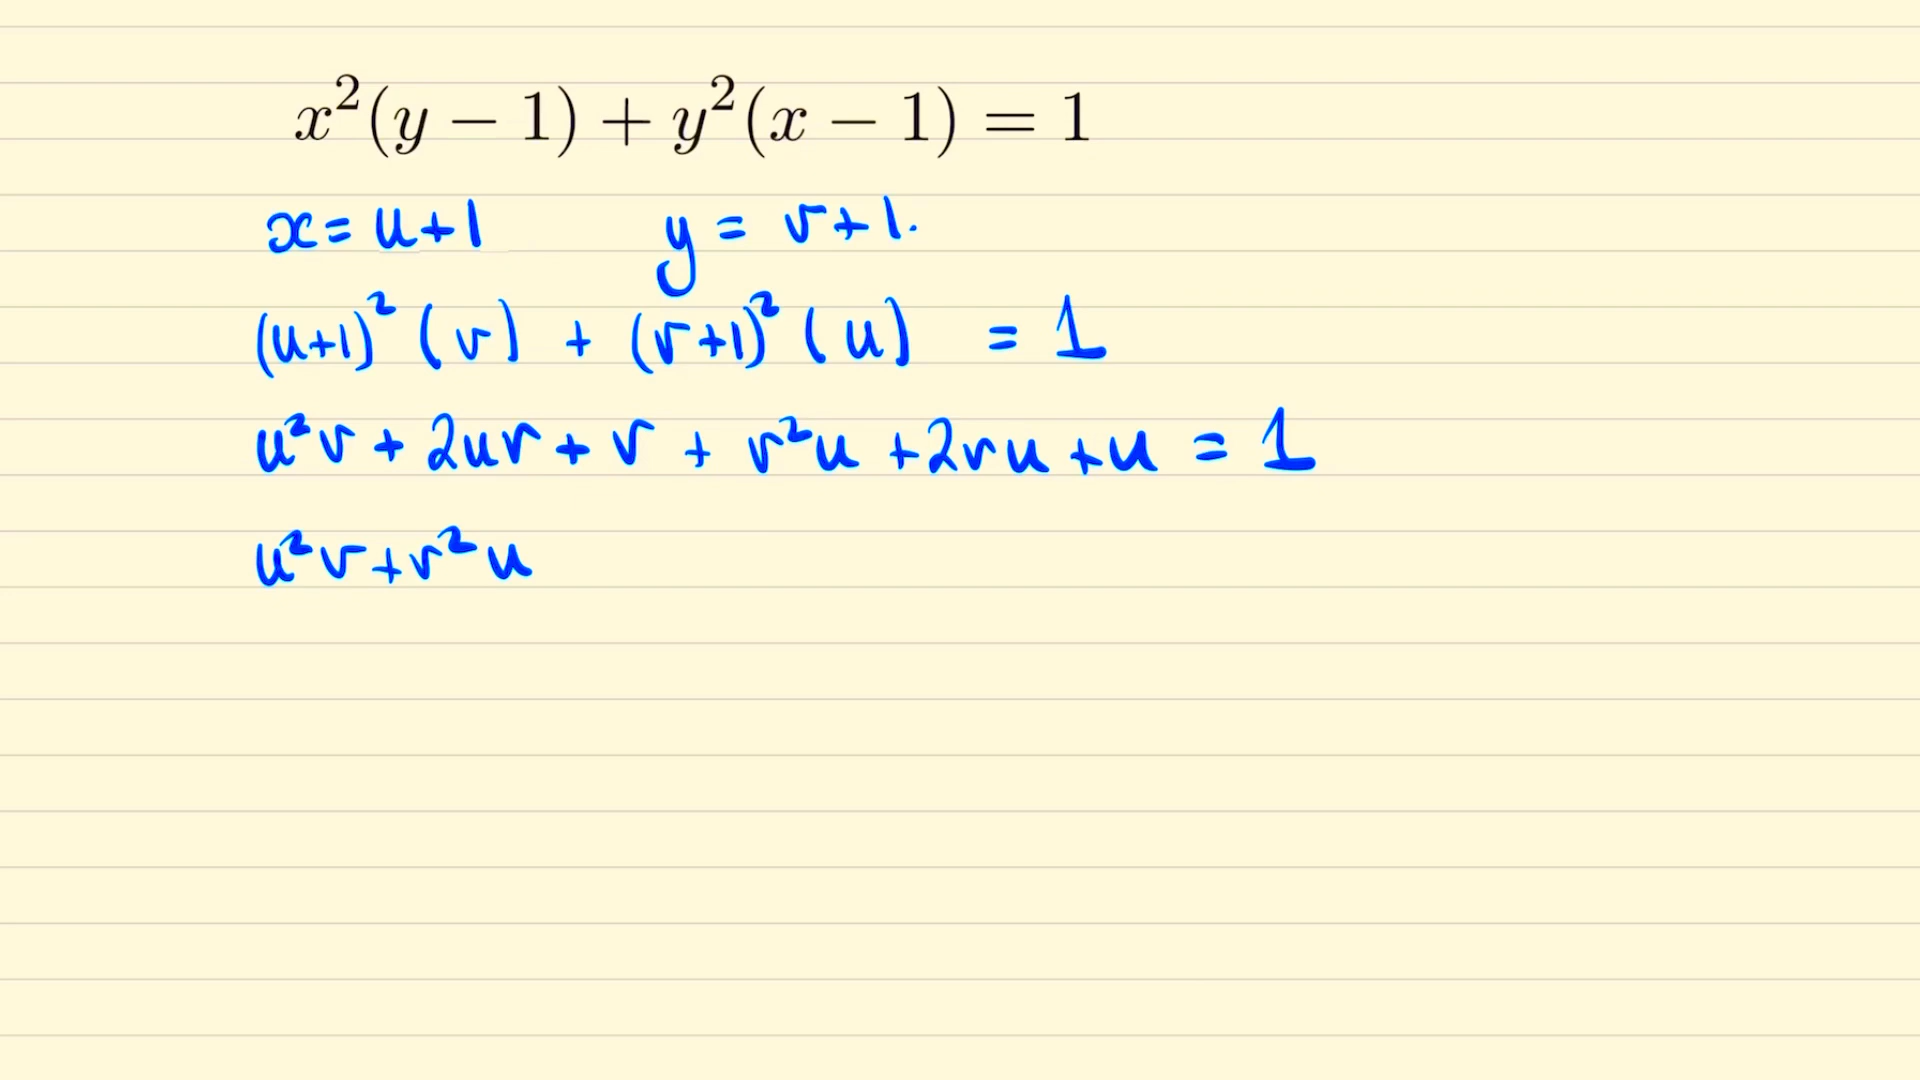 x²(y − 1) + y²(x − 1) = 1
x = u+1 y = v+1.
(u+1)² (v) + (v+1)² (u) = 1
u²v + 2uv + v + v²u + 2vu + u = 1
u²v + v²u